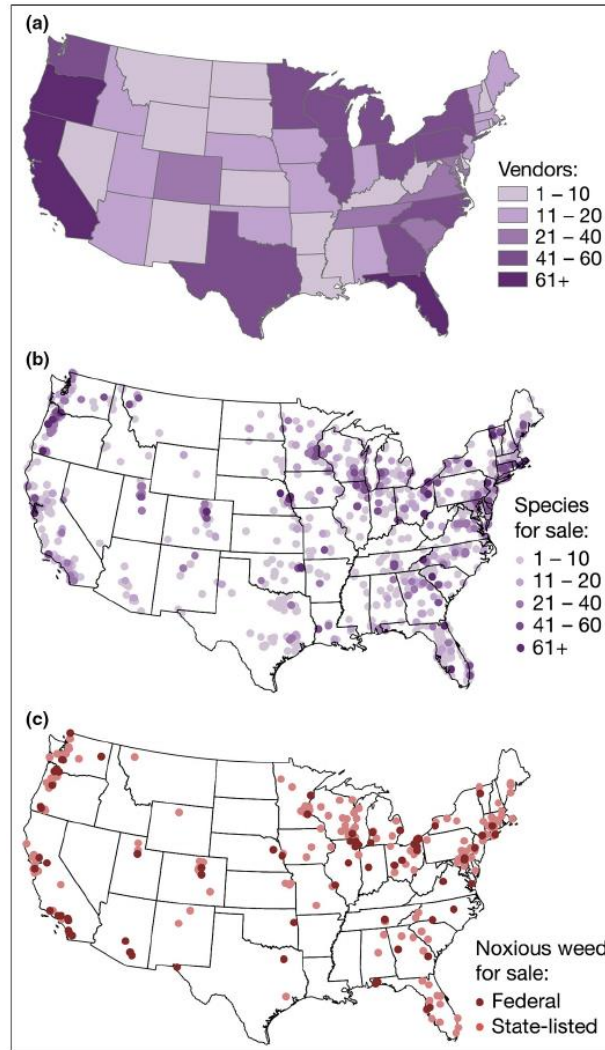 (a)
Vendors:
1 – 10
11 – 20
21 – 40
41 – 60
61+
(b)
Species
for sale:
1 – 10
11 – 20
21 – 40
41 – 60
61+
(c)
Noxious weed
for sale:
Federal
State-listed